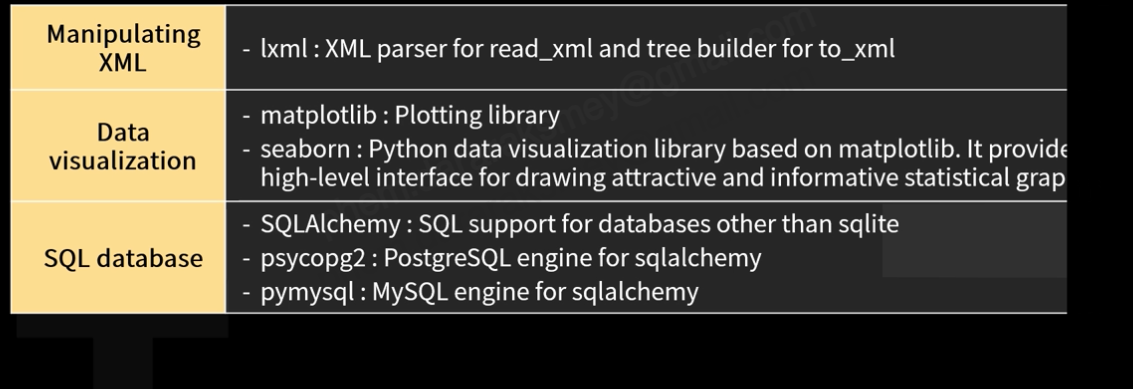 Manipulating
XML
- lxml : XML parser for read_xml and tree builder for to_xml
Data
visualization
- matplotlib : Plotting library
- seaborn : Python data visualization library based on matplotlib. It provide
high-level interface for drawing attractive and informative statistical grap
SQL database
- SQLAlchemy : SQL support for databases other than sqlite
- psycopg2 : PostgreSQL engine for sqlalchemy
- pymysql : MySQL engine for sqlalchemy